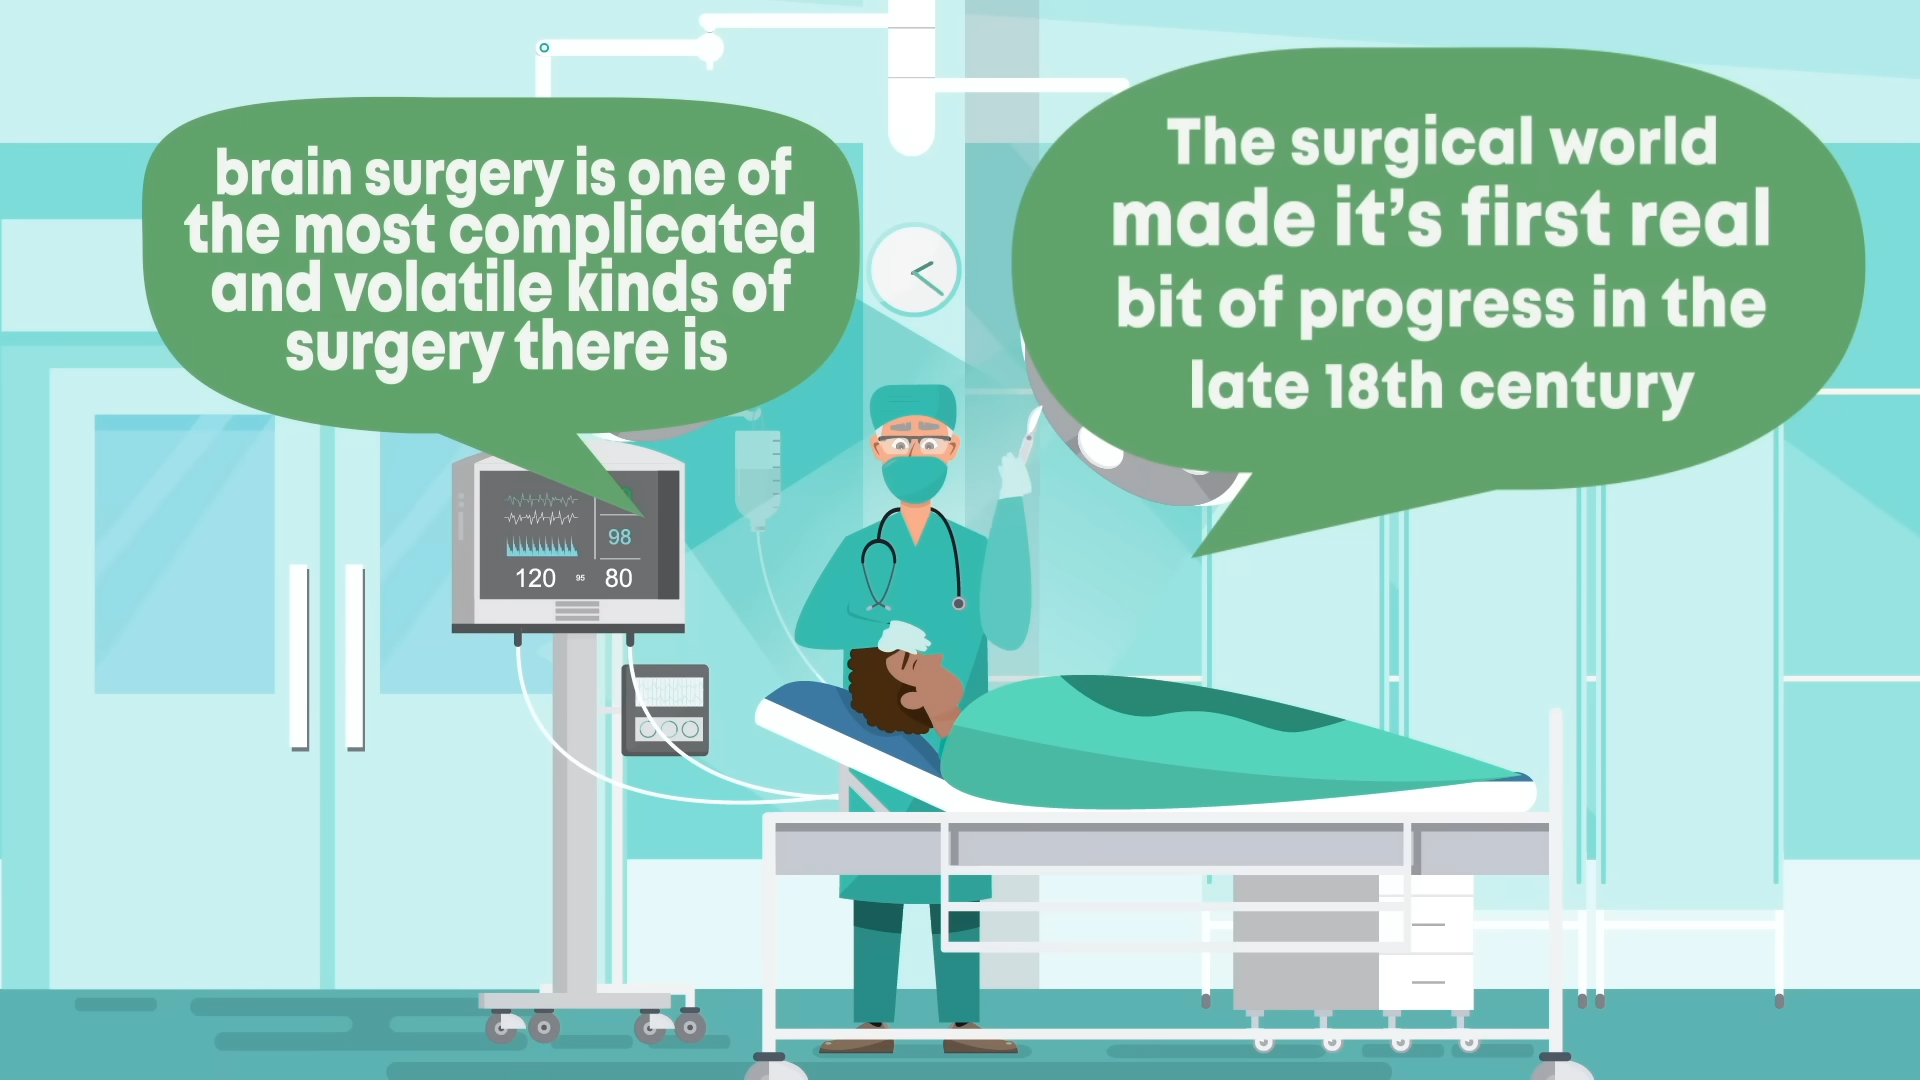 brain surgery is one of
the most complicated
and volatile kinds of
surgery there is
The surgical world
made it's first real
bit of progress in the
late 18th century
98
120 95 80